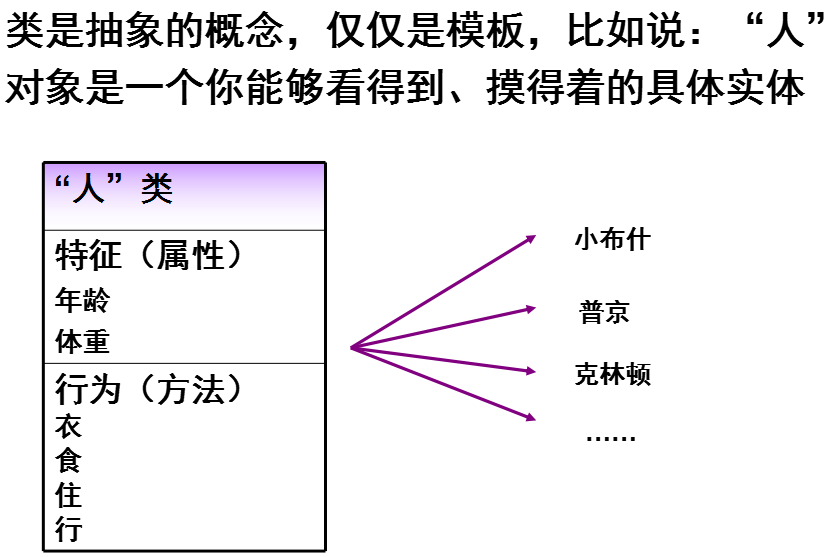 类是抽象的概念，仅仅是模板，比如说：“人”
对象是一个你能够看得到、摸得着的具体实体
“人”类
特征（属性）
年龄
体重
行为（方法）
衣
食
住
行
小布什
普京
克林顿
……